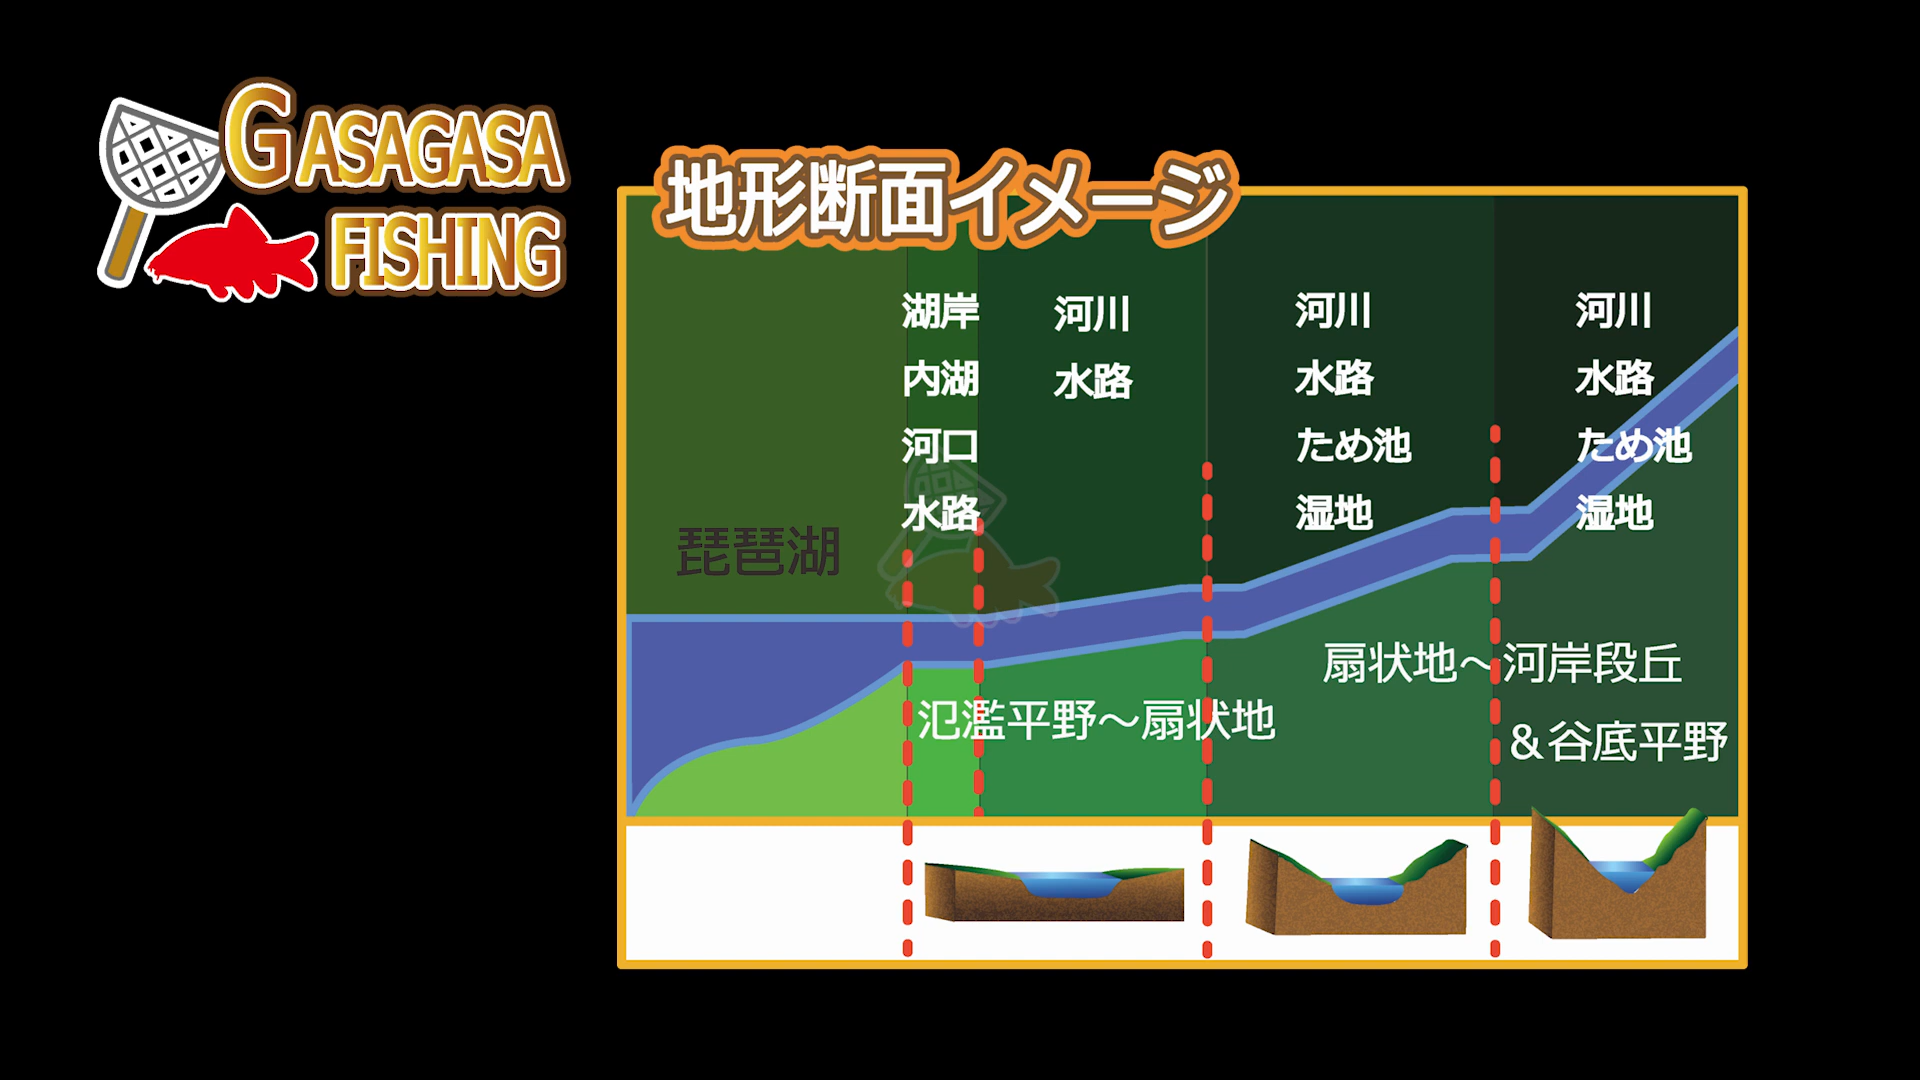 GASAGASA
FISHING
地形断面イメージ
湖岸
内湖
河口
水路
河川
水路
河川
水路
ため池
湿地
河川
水路
ため池
湿地
琵琶湖
氾濫平野～扇状地
扇状地～河岸段丘
＆谷底平野